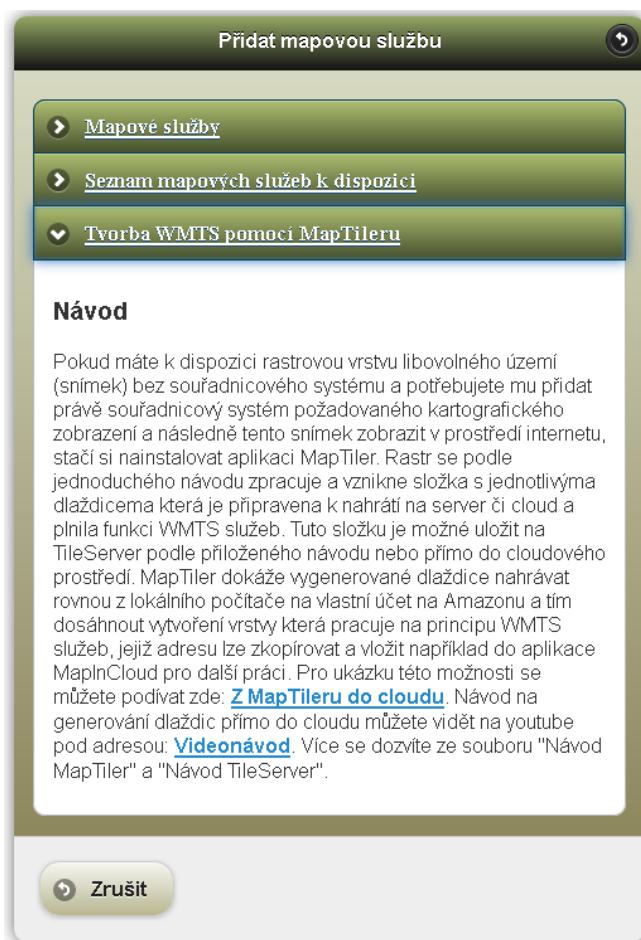 Přidat mapovou službu
Mapové služby
Seznam mapových služeb k dispozici
Tvorba WMTS pomocí MapTileru
Návod
Pokud máte k dispozici rastrovou vrstvu libovolného území
(snímek) bez souřadnicového systému a potřebujete mu přidat
právě souřadnicový systém požadovaného kartografického
zobrazení a následně tento snímek zobrazit v prostředí internetu,
stačí si nainstalovat aplikaci MapTiler. Rastr se podle
jednoduchého návodu zpracuje a vznikne složka s jednotlivýma
dlaždicema která je připravena k nahrátí na server či cloud a
plnila funkci WMTS služeb. Tuto složku je možné uložit na
TileServer podle přiloženého návodu nebo přímo do cloudového
prostředí. MapTiler dokáže vygenerované dlaždice nahrávat
rovnou z lokálního počítače na vlastní účet na Amazonu a tím
dosáhnout vytvoření vrstvy která pracuje na principu WMTS
služeb, jejiž adresu lze zkopírovat a vložit například do aplikace
MapInCloud pro další práci. Pro ukázku této možnosti se
můžete podívat zde: Z MapTileru do cloudu. Návod na
generování dlaždic přímo do cloudu můžete vidět na youtube
pod adresou: Videonávod. Více se dozvíte ze souboru "Návod
MapTiler" a "Návod TileServer".
Zrušit